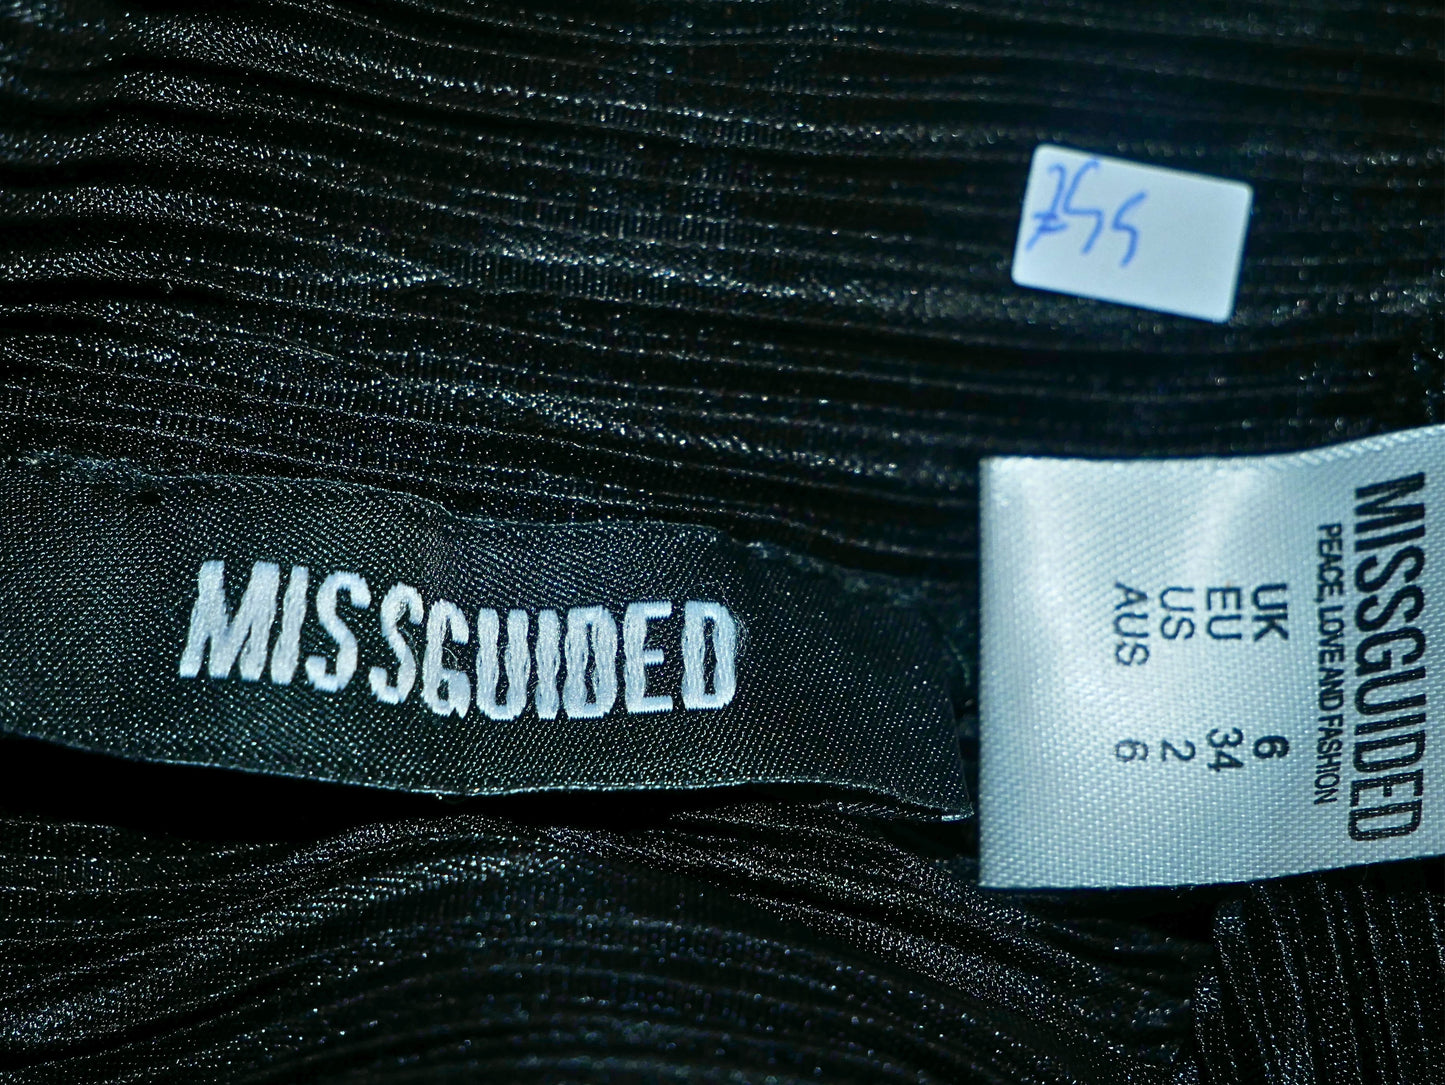 MISSGUIDED
MISSGUIDED
PEACE, LOVE AND FASHION
UK 6
EU 34
US 2
AUS 6